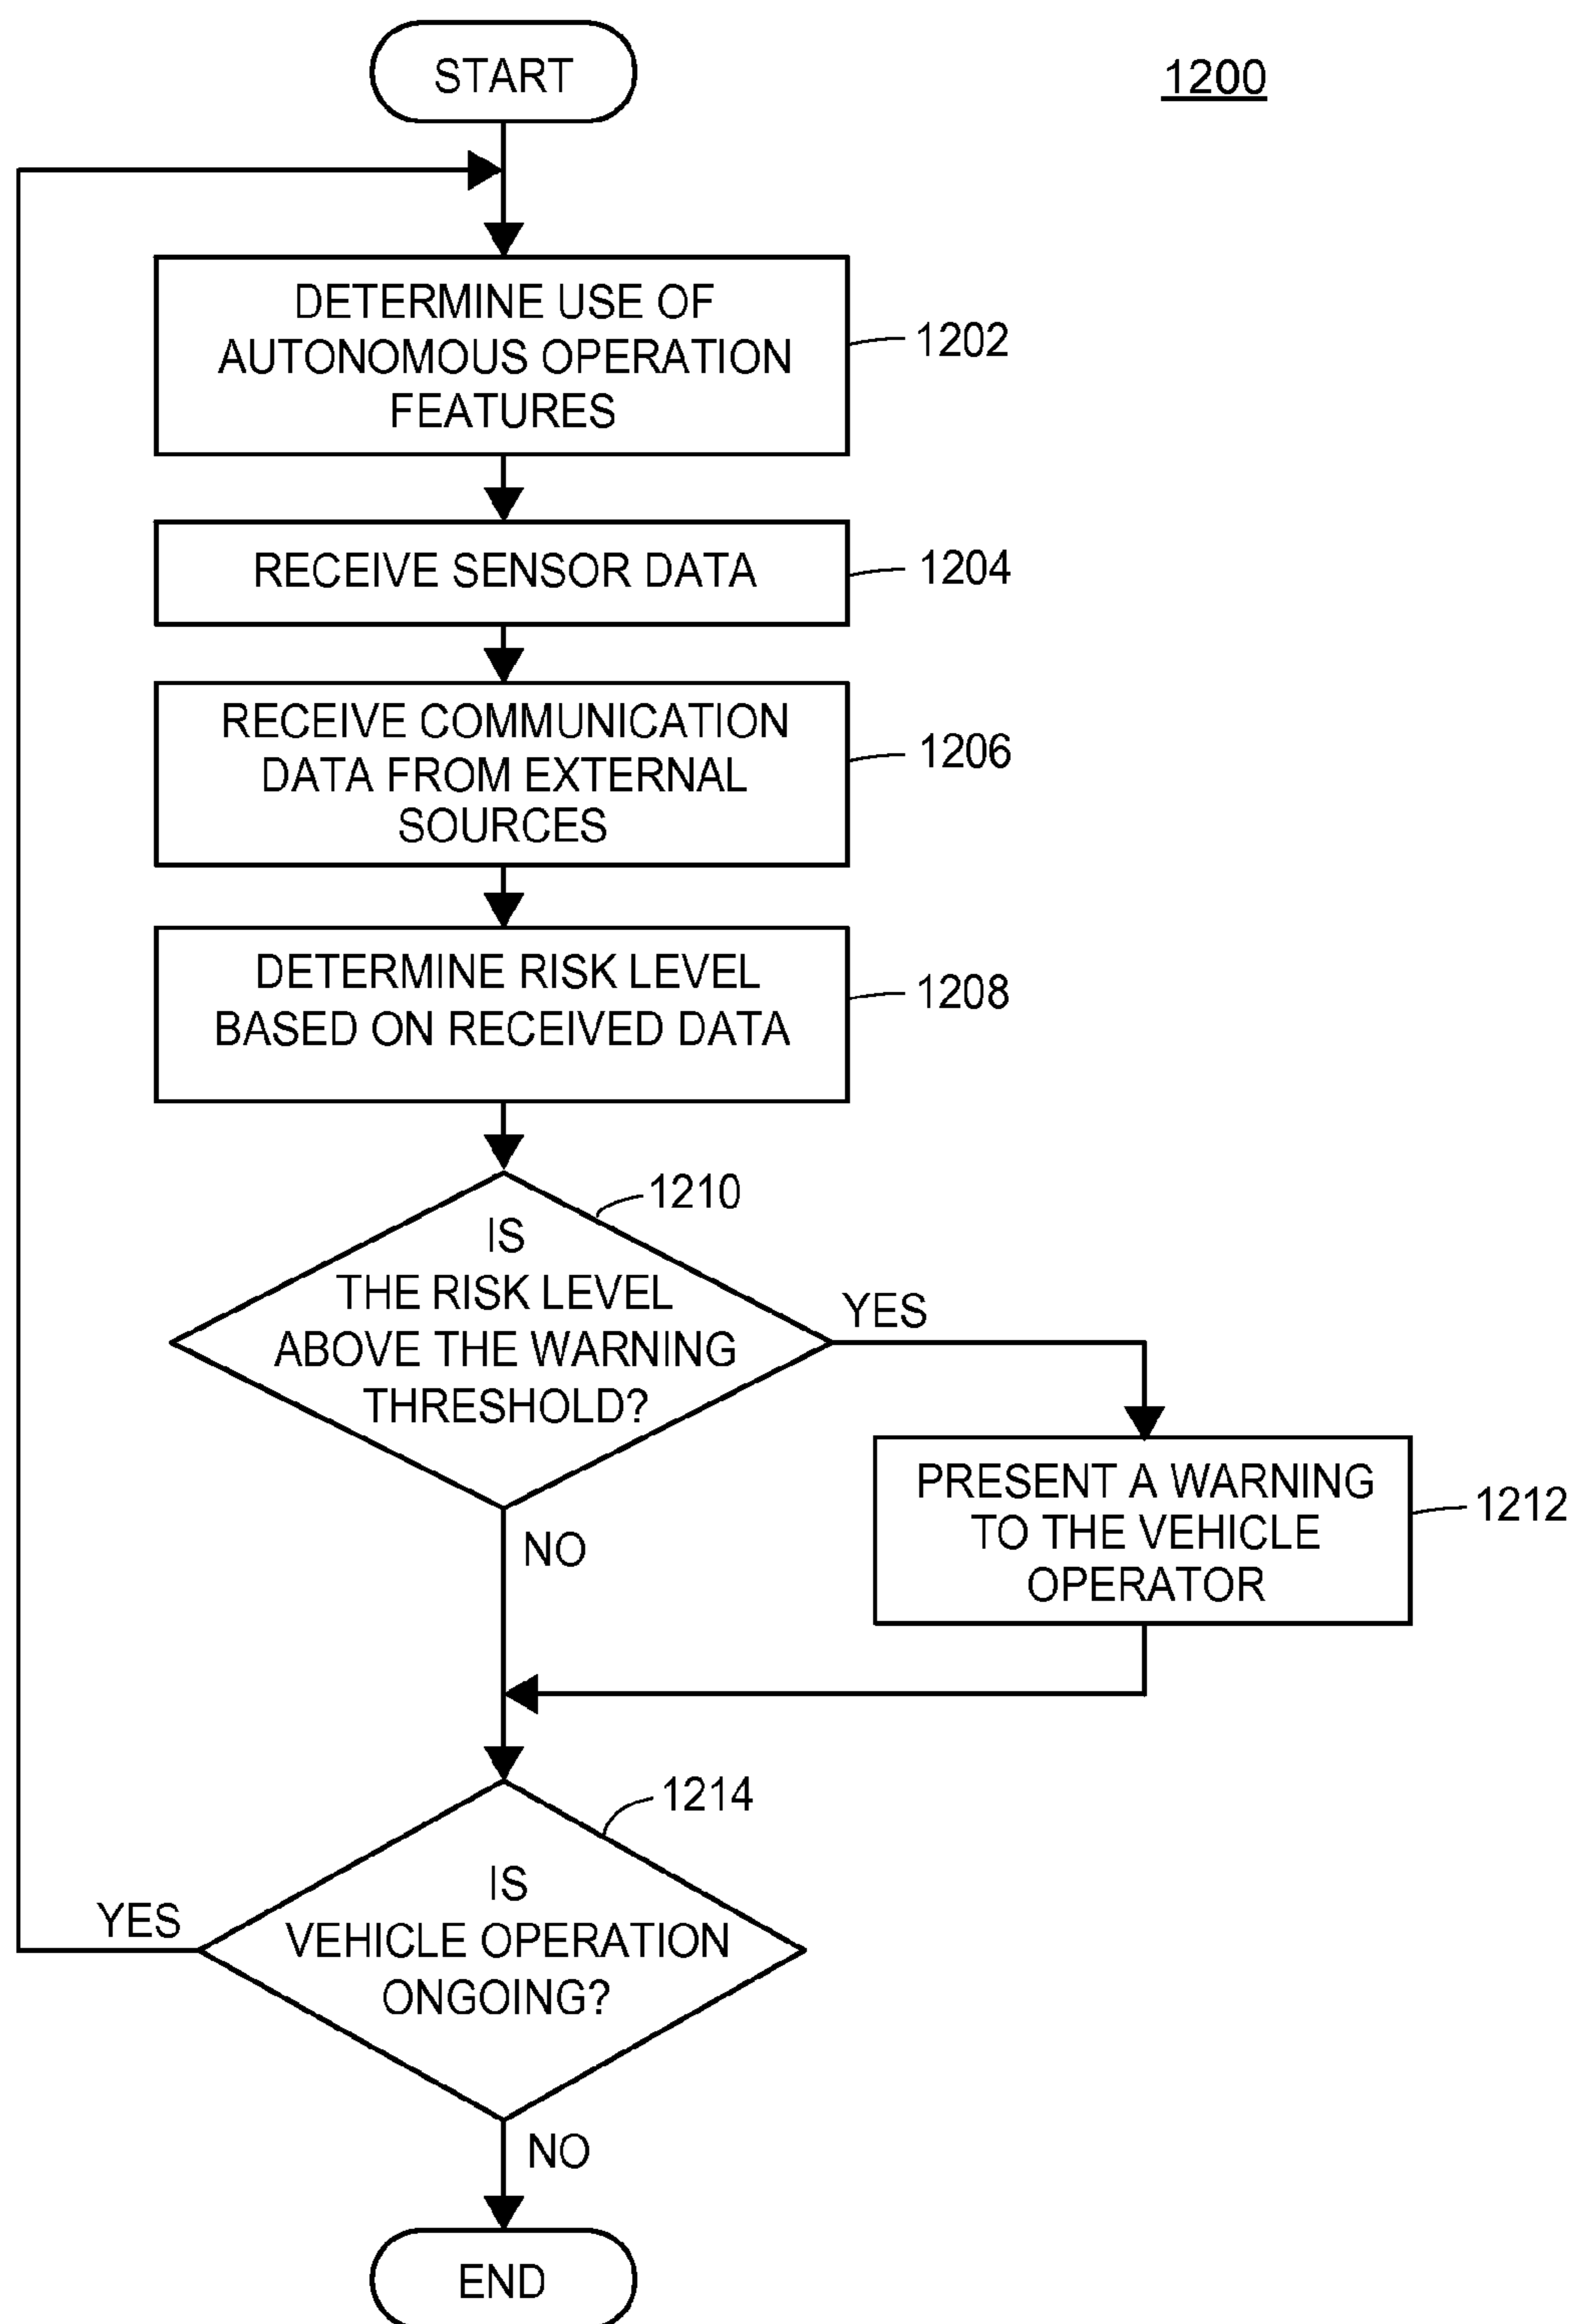 START
1200
DETERMINE USE OF
AUTONOMOUS OPERATION
FEATURES
1202
RECEIVE SENSOR DATA
1204
RECEIVE COMMUNICATION
DATA FROM EXTERNAL
SOURCES
1206
DETERMINE RISK LEVEL
BASED ON RECEIVED DATA
1208
1210
IS
THE RISK LEVEL
ABOVE THE WARNING
THRESHOLD?
YES
NO
PRESENT A WARNING
TO THE VEHICLE
OPERATOR
1212
1214
IS
VEHICLE OPERATION
ONGOING?
YES
NO
END